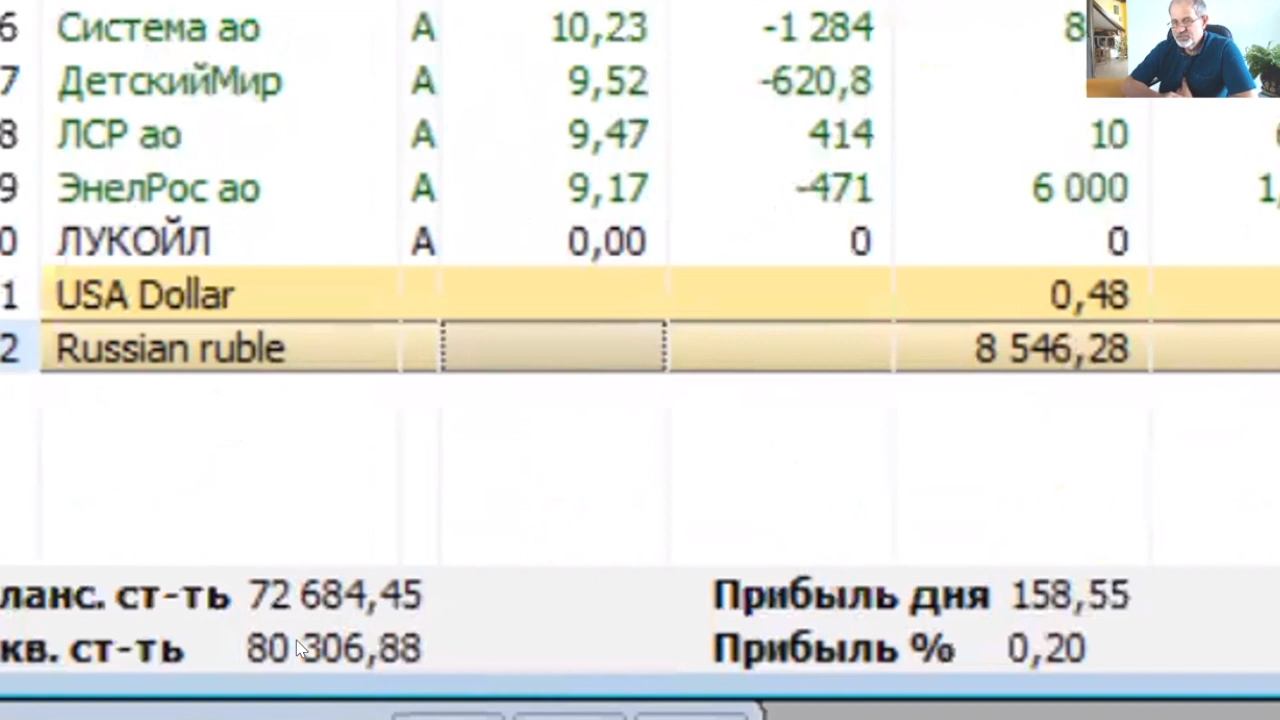 6 Система ао А 10,23 -1 284 8
7 ДетскийМир А 9,52 -620,8
8 ЛСР ао А 9,47 414 10
9 ЭнелРос ао А 9,17 -471 6 000 1,
0 ЛУКОЙЛ А 0,00 0 0
1 USA Dollar 0,48
2 Russian ruble 8 546,28
ланс. ст-ть 72 684,45 Прибыль дня 158,55
кв. ст-ть 80 306,88 Прибыль % 0,20